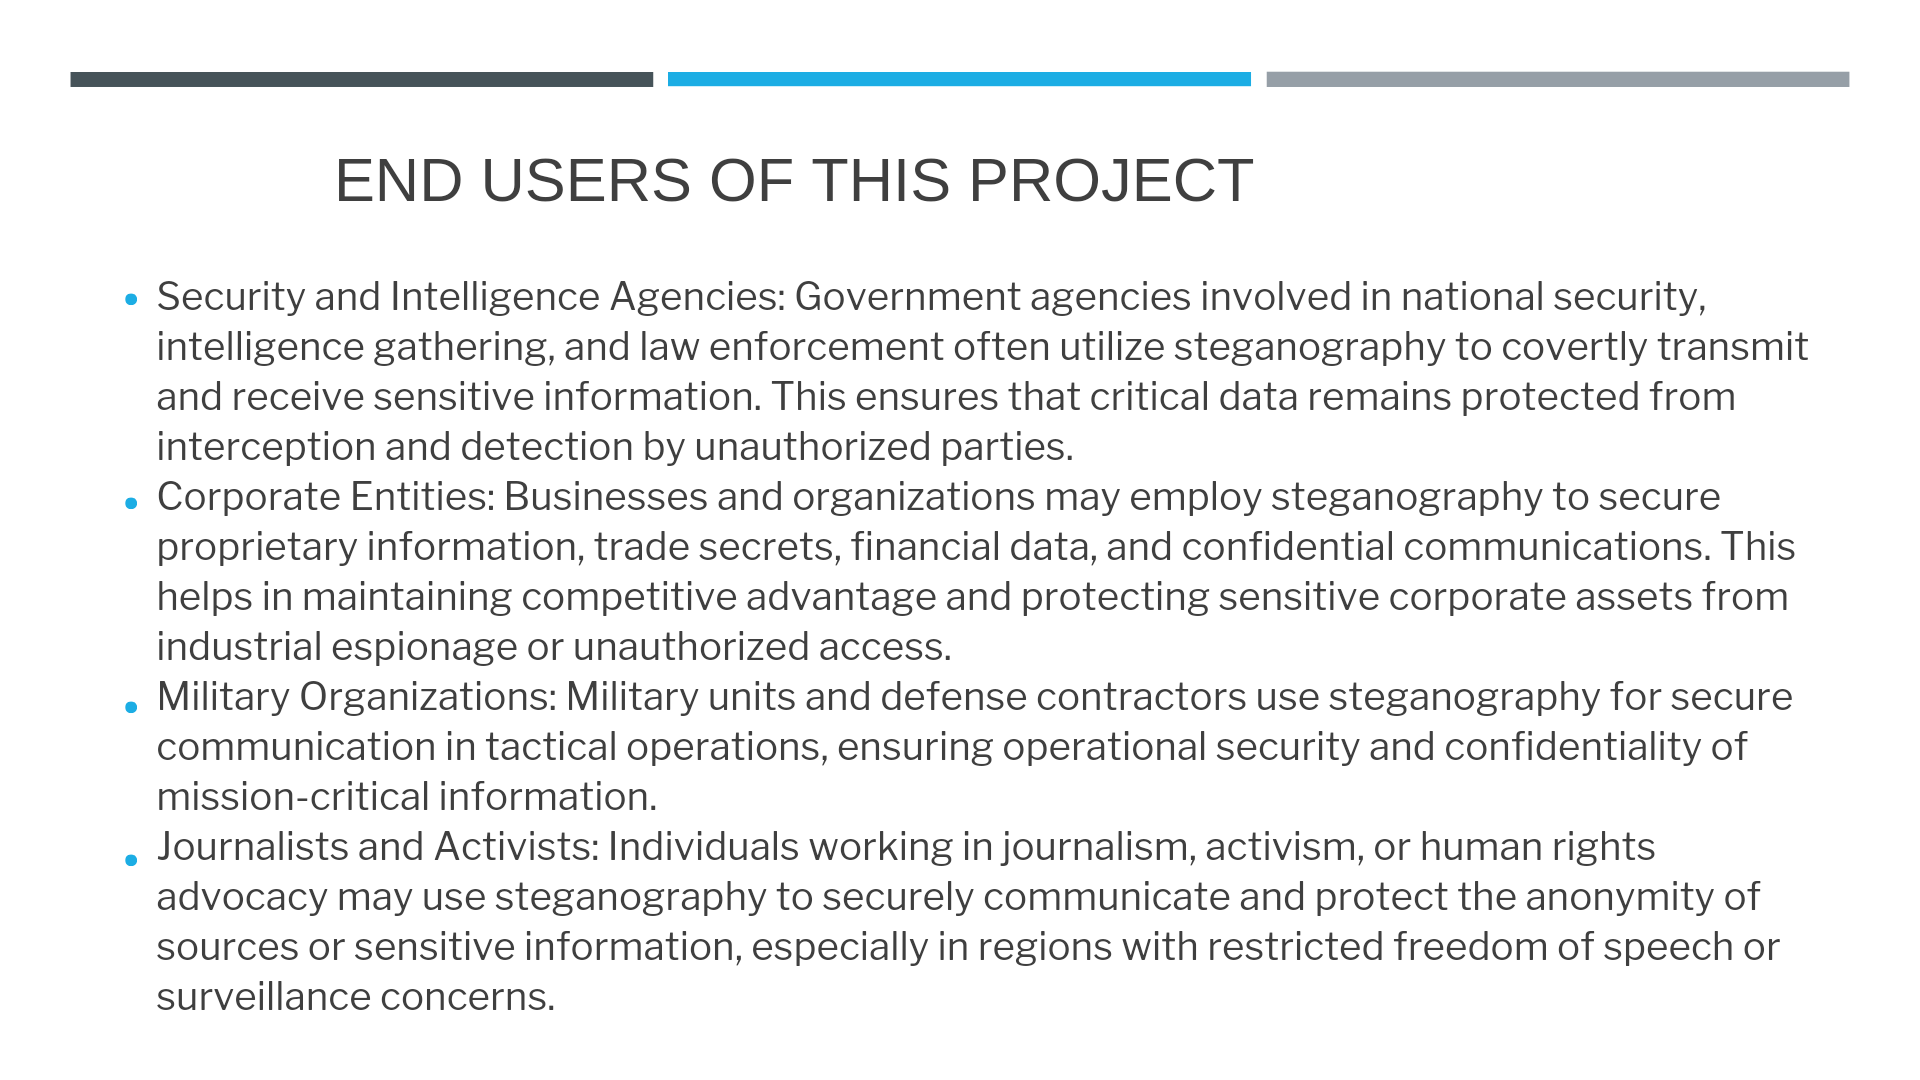 END USERS OF THIS PROJECT
• Security and Intelligence Agencies: Government agencies involved in national security,
intelligence gathering, and law enforcement often utilize steganography to covertly transmit
and receive sensitive information. This ensures that critical data remains protected from
interception and detection by unauthorized parties.
• Corporate Entities: Businesses and organizations may employ steganography to secure
proprietary information, trade secrets, financial data, and confidential communications. This
helps in maintaining competitive advantage and protecting sensitive corporate assets from
industrial espionage or unauthorized access.
• Military Organizations: Military units and defense contractors use steganography for secure
communication in tactical operations, ensuring operational security and confidentiality of
mission-critical information.
• Journalists and Activists: Individuals working in journalism, activism, or human rights
advocacy may use steganography to securely communicate and protect the anonymity of
sources or sensitive information, especially in regions with restricted freedom of speech or
surveillance concerns.